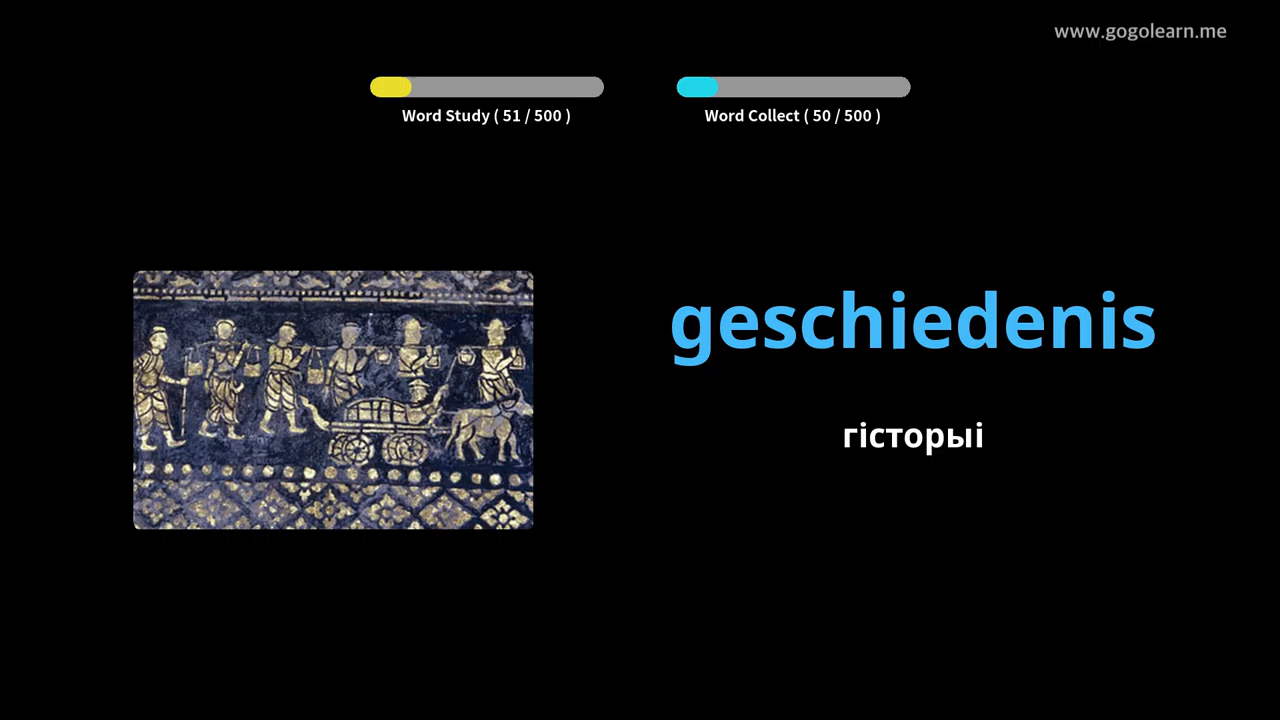 www.gogolearn.me
Word Study ( 51 / 500 )
Word Collect ( 50 / 500 )
geschiedenis
гісторыі